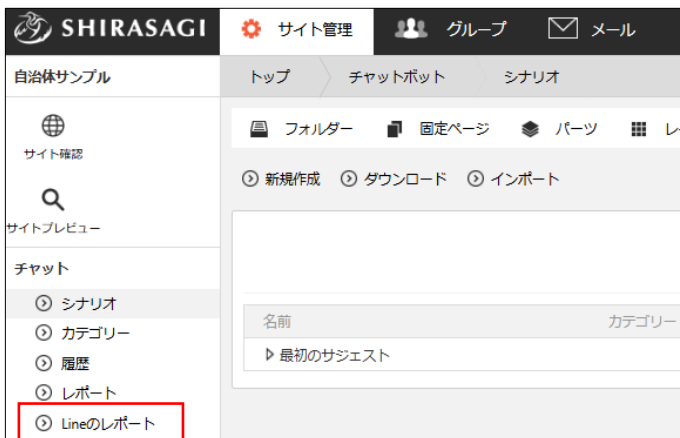 SHIRASAGI サイト管理 グループ メール
自治体サンプル トップ チャットボット シナリオ
サイト確認
フォルダー 固定ページ パーツ
新規作成 ダウンロード インポート
サイトプレビュー
チャット
シナリオ
カテゴリー
履歴
レポート
Lineのレポート
名前 カテゴリー
最初のサジェスト